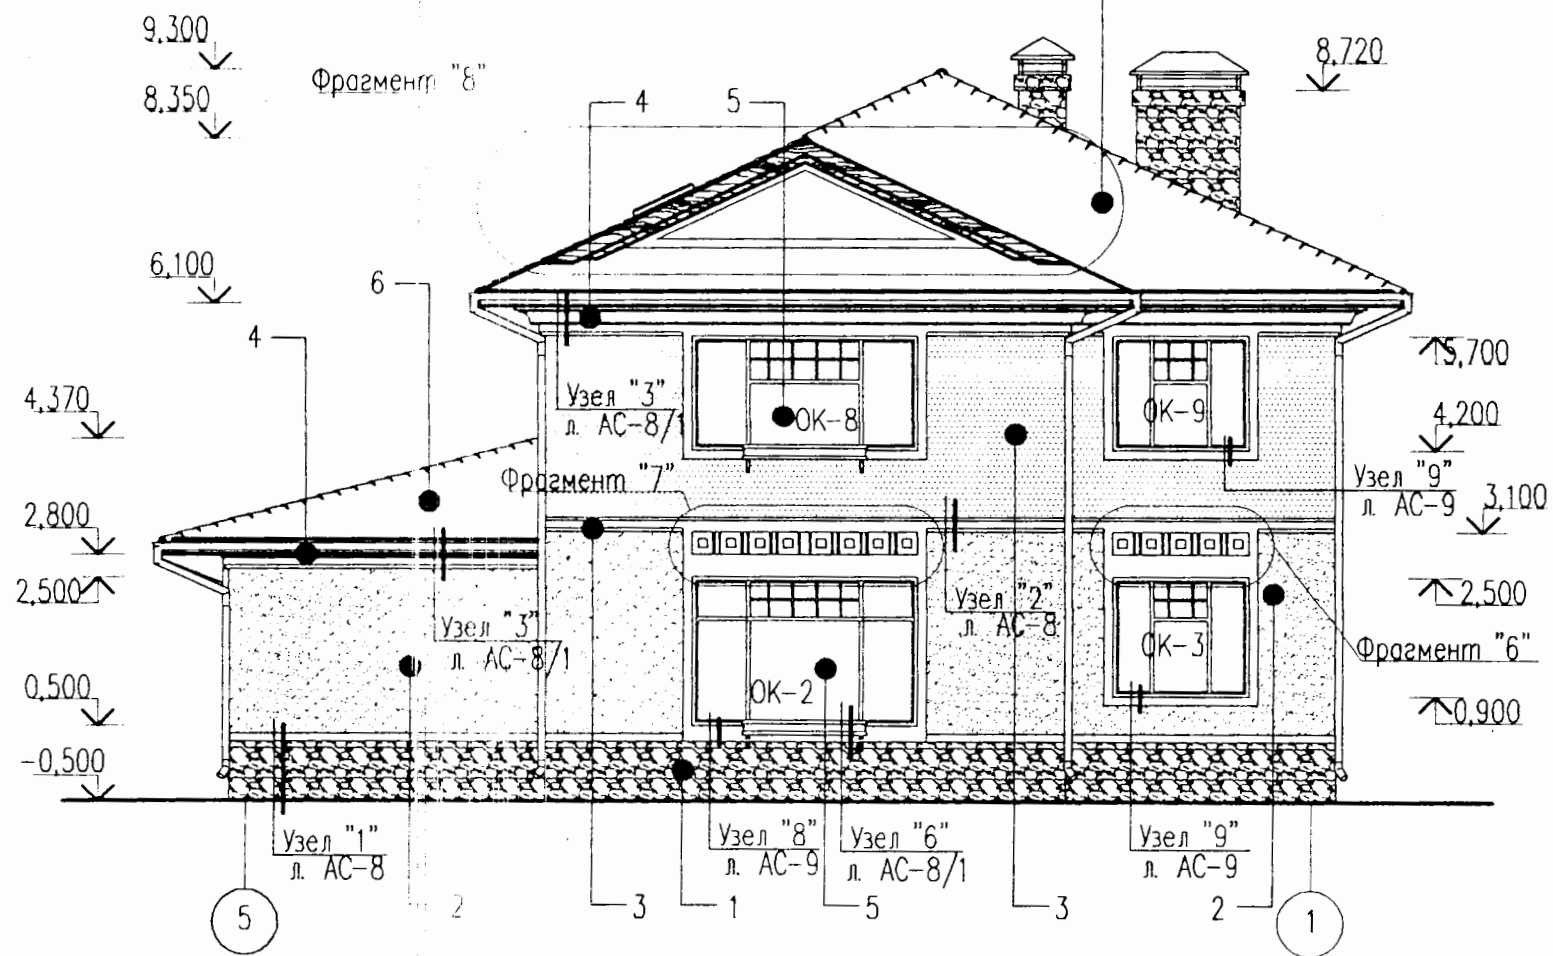 9,300
8,350
Фрагмент "8"
4
5
8,720
6,100
6
4
4,370
2,800
2,500
0,500
-0,500
5,700
4,200
3,100
2,500
0,900
Узел "3"
л. АС-8/1
ОК-8
ОК-9
Фрагмент "7"
Узел "9"
л. АС-9
Узел "3"
л. АС-8/1
Узел "2"
л. АС-8
ОК-3
Фрагмент "6"
ОК-2
Узел "1"
л. АС-8
Узел "8"
л. АС-9
Узел "6"
л. АС-8/1
Узел "9"
л. АС-9
5
2
3
1
5
3
2
1